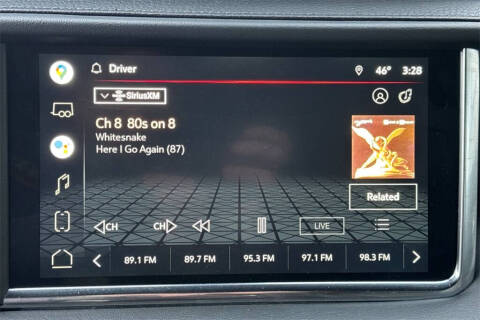 Driver
46° 3:28
SiriusXM
Ch 8 80s on 8
Whitesnake
Here I Go Again (87)
Related
CH CH LIVE
89.1 FM 89.7 FM 95.3 FM 97.1 FM 98.3 FM